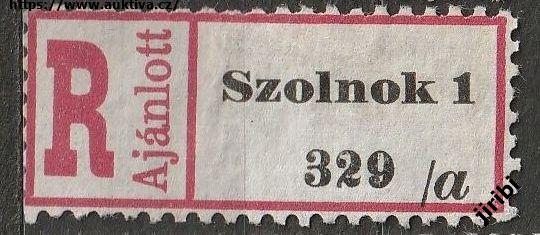 https://www.auktiva.cz/
R
Ajánlott
Szolnok 1
329 /a
jiribi